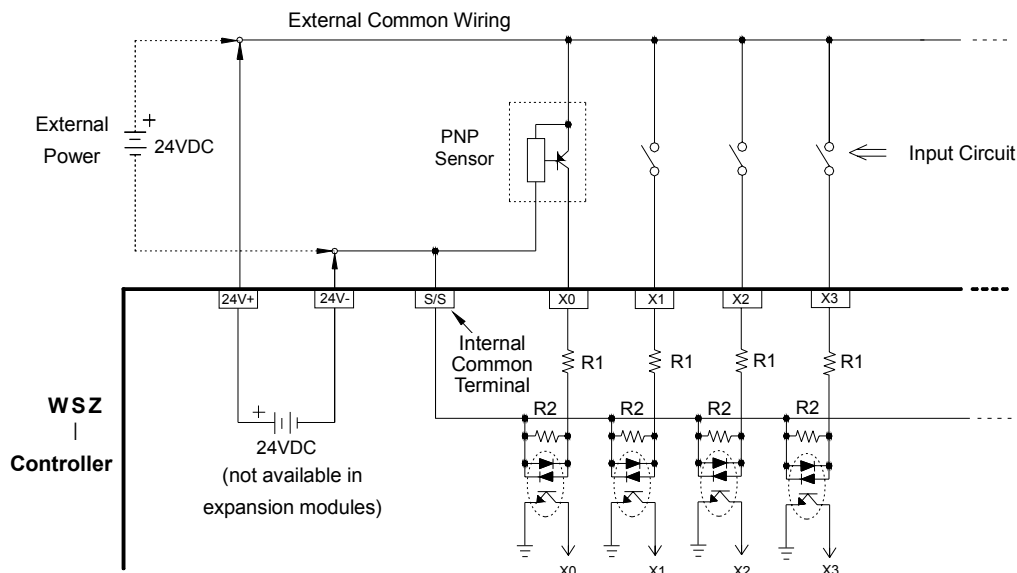 External Common Wiring
External
Power
+
24VDC
PNP
Sensor
Input Circuit
24V+
24V-
S/S
X0
X1
X2
X3
Internal
Common
Terminal
R1
R1
R1
R1
WSZ
Controller
+
24VDC
(not available in
expansion modules)
R2
R2
R2
R2
X0
X1
X2
X3